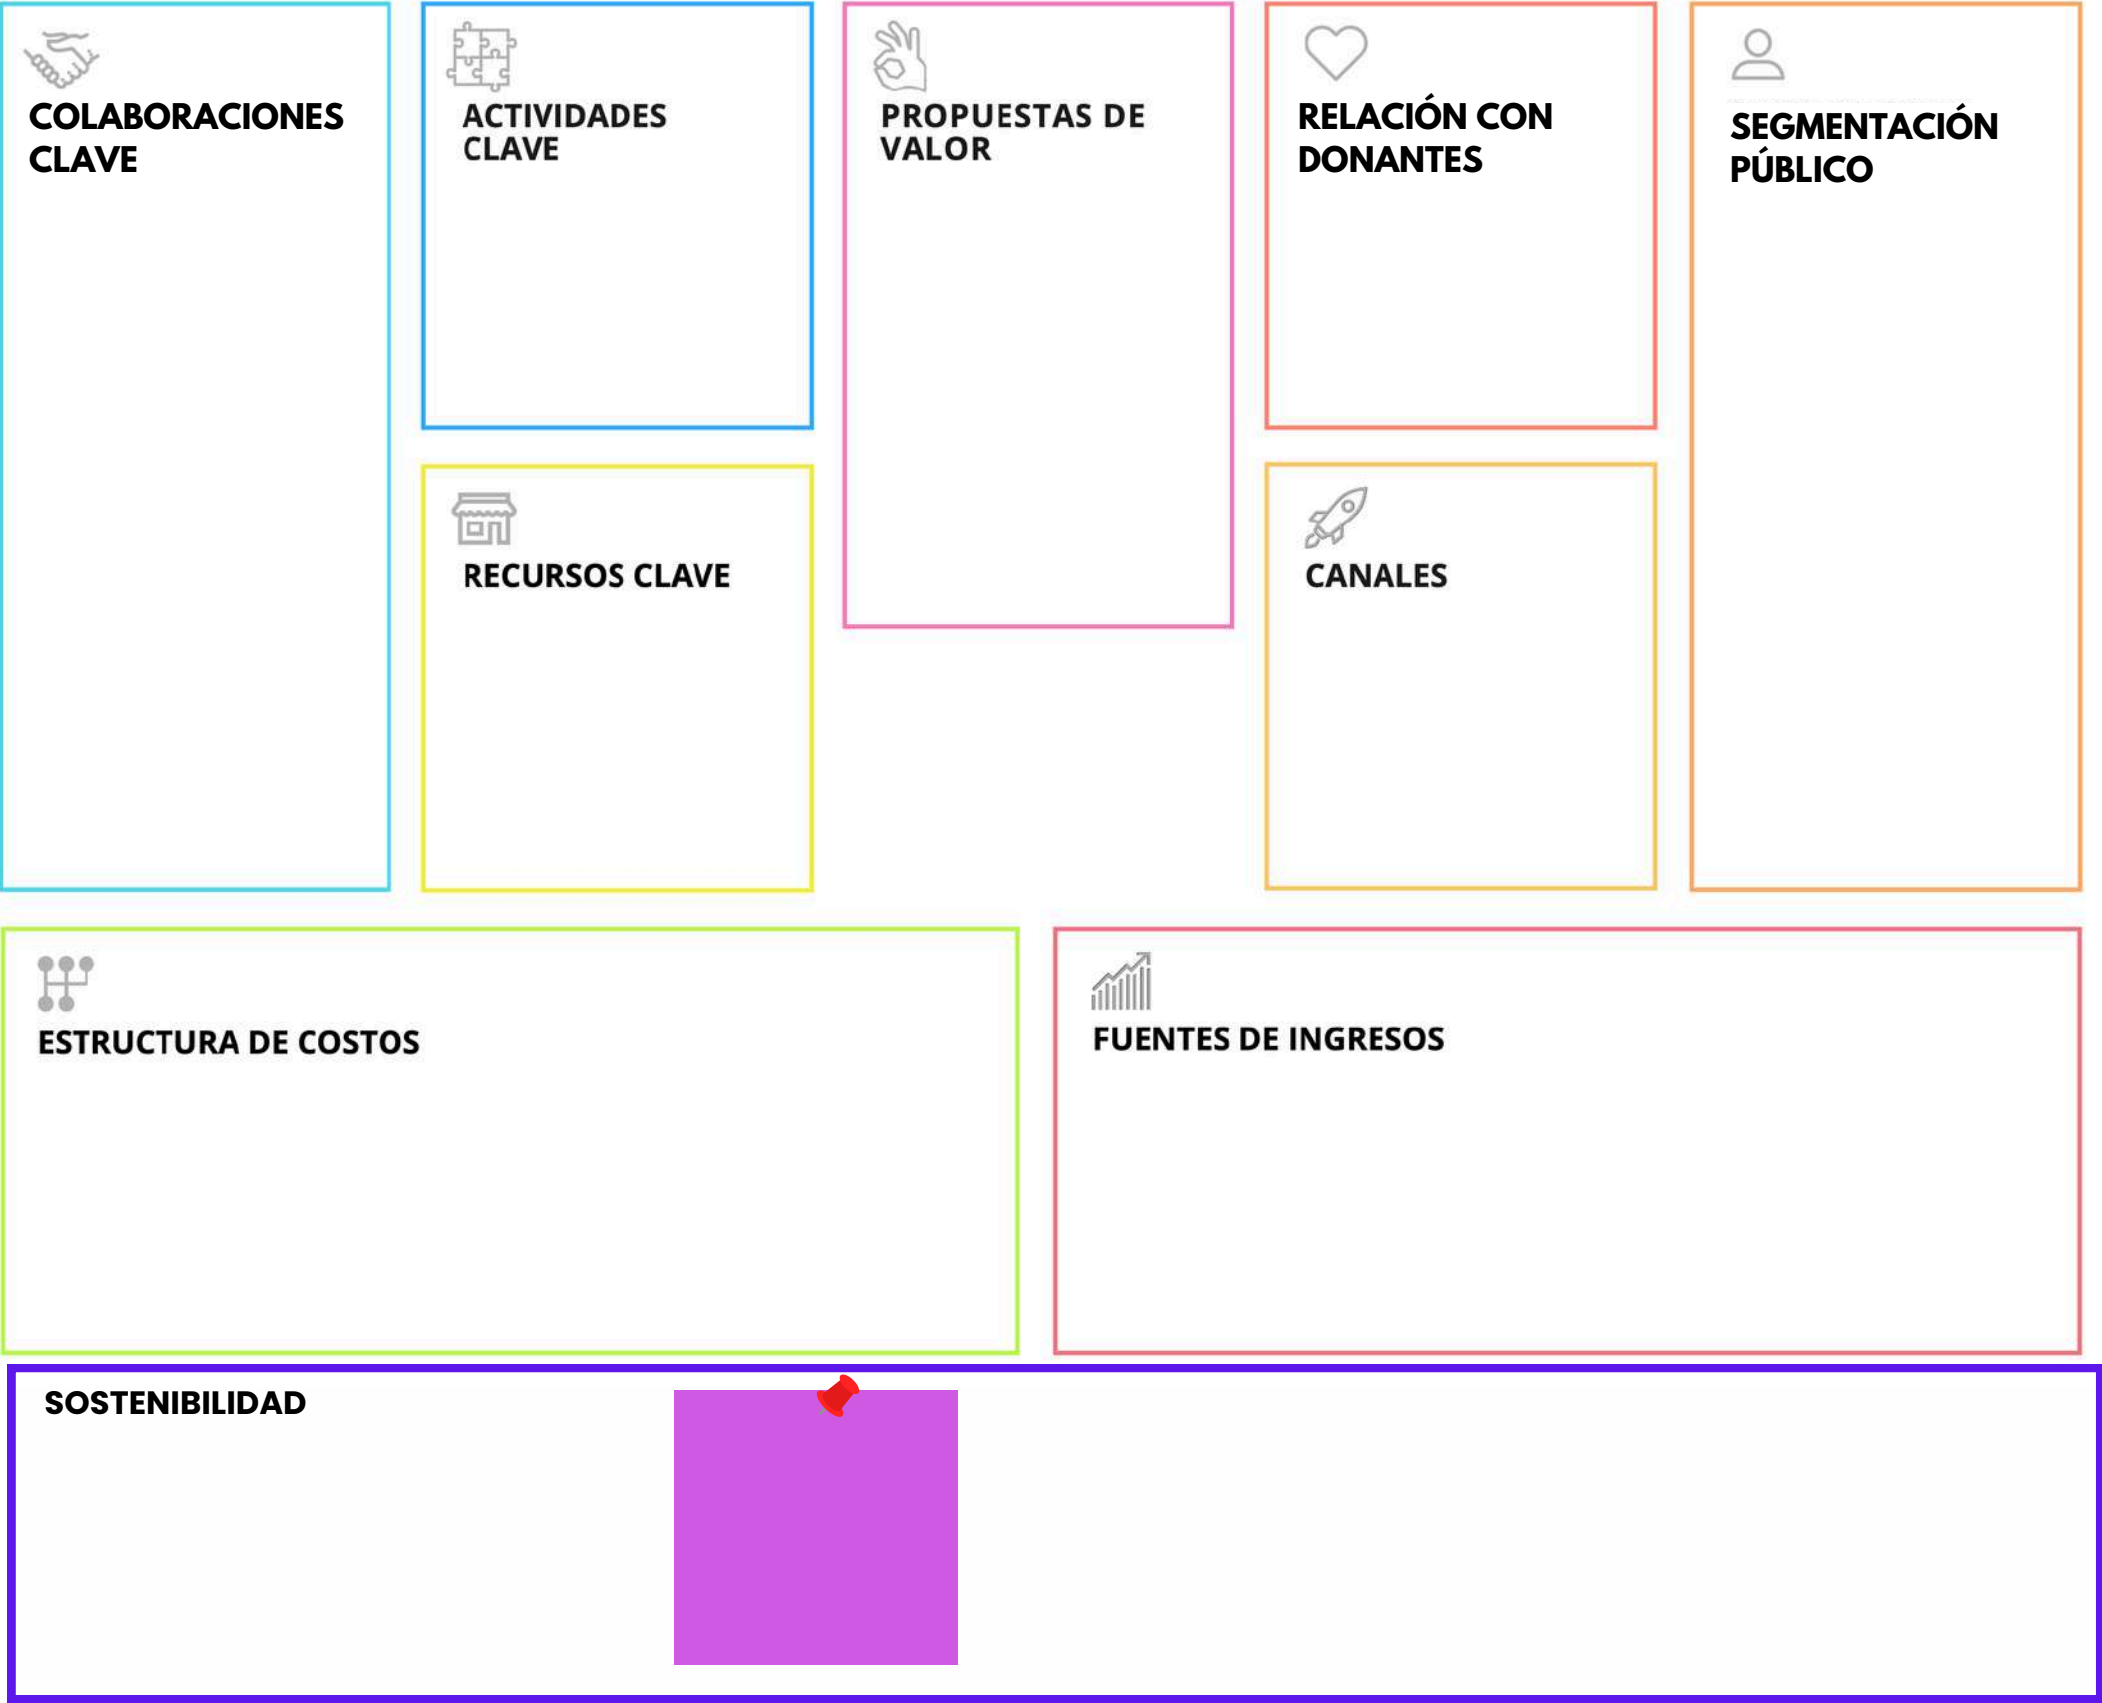 COLABORACIONES
CLAVE
ACTIVIDADES
CLAVE
PROPUESTAS DE
VALOR
RELACIÓN CON
DONANTES
SEGMENTACIÓN
PÚBLICO
RECURSOS CLAVE
CANALES
ESTRUCTURA DE COSTOS
FUENTES DE INGRESOS
SOSTENIBILIDAD